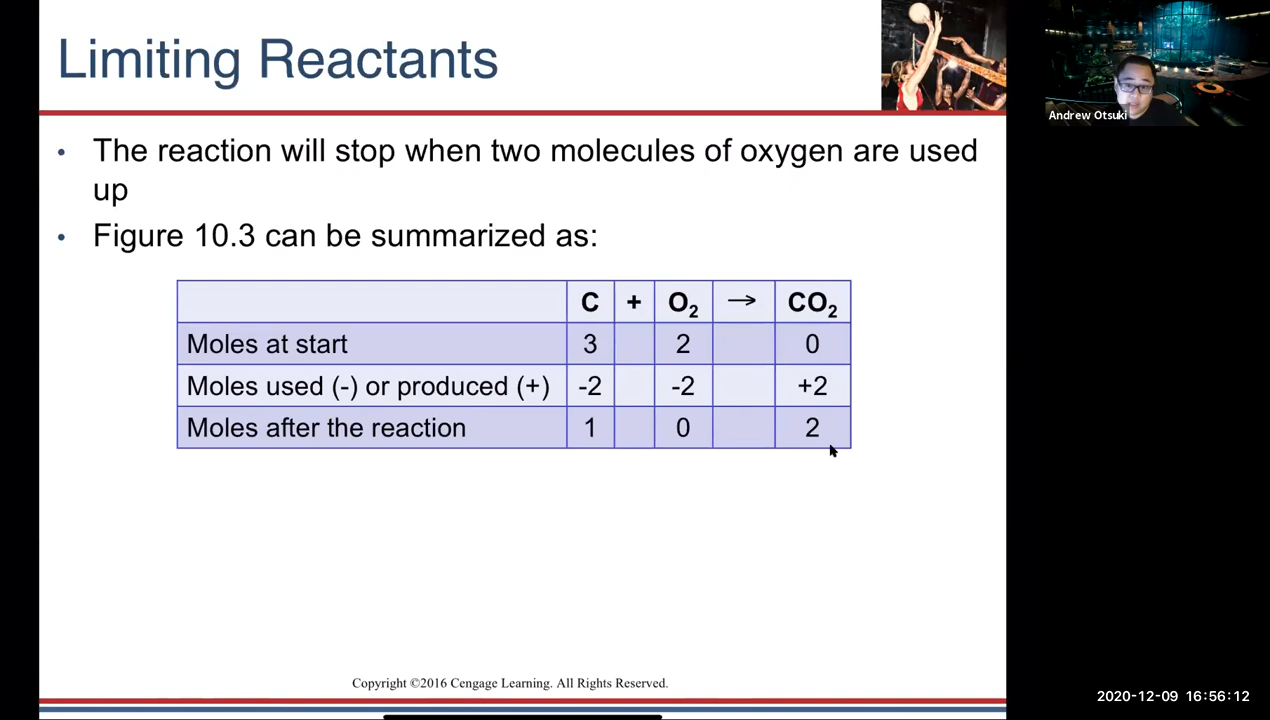 Limiting Reactants
Andrew Otsuki
• The reaction will stop when two molecules of oxygen are used
up
• Figure 10.3 can be summarized as:
C + O₂ → CO₂
Moles at start 3 2 0
Moles used (-) or produced (+) -2 -2 +2
Moles after the reaction 1 0 2
Copyright ©2016 Cengage Learning. All Rights Reserved.
2020-12-09 16:56:12